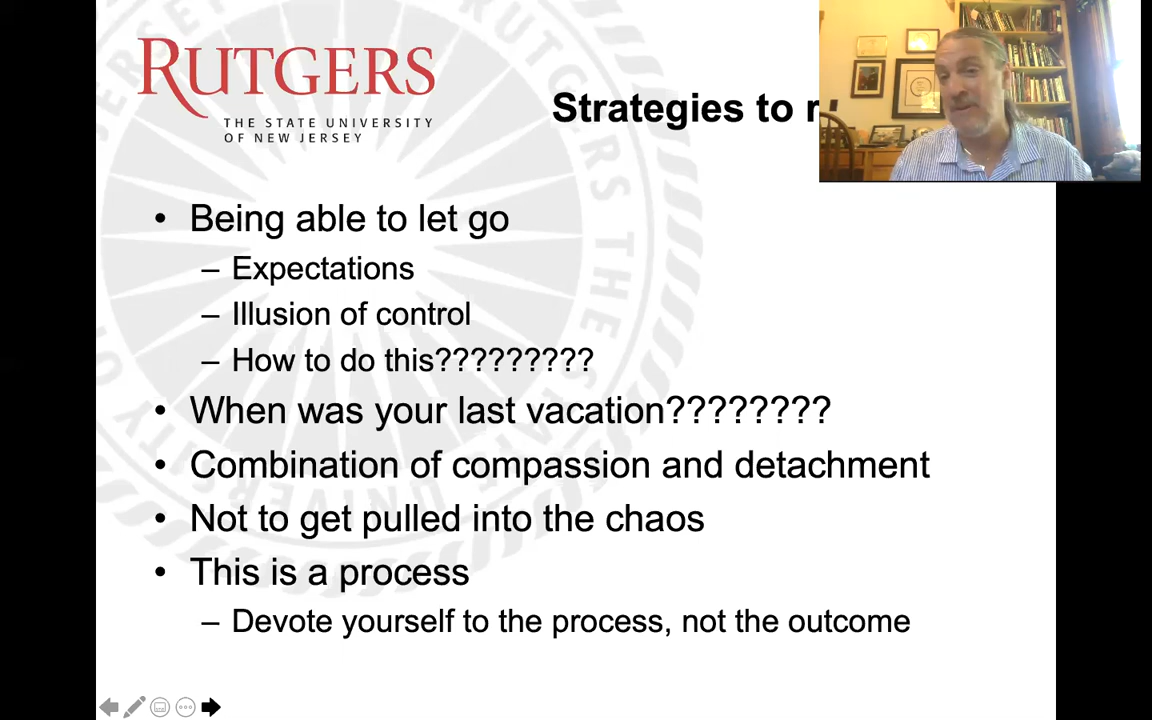 RUTGERS
THE STATE UNIVERSITY
OF NEW JERSEY
Strategies to
• Being able to let go
– Expectations
– Illusion of control
– How to do this?????????
• When was your last vacation????????
• Combination of compassion and detachment
• Not to get pulled into the chaos
• This is a process
– Devote yourself to the process, not the outcome